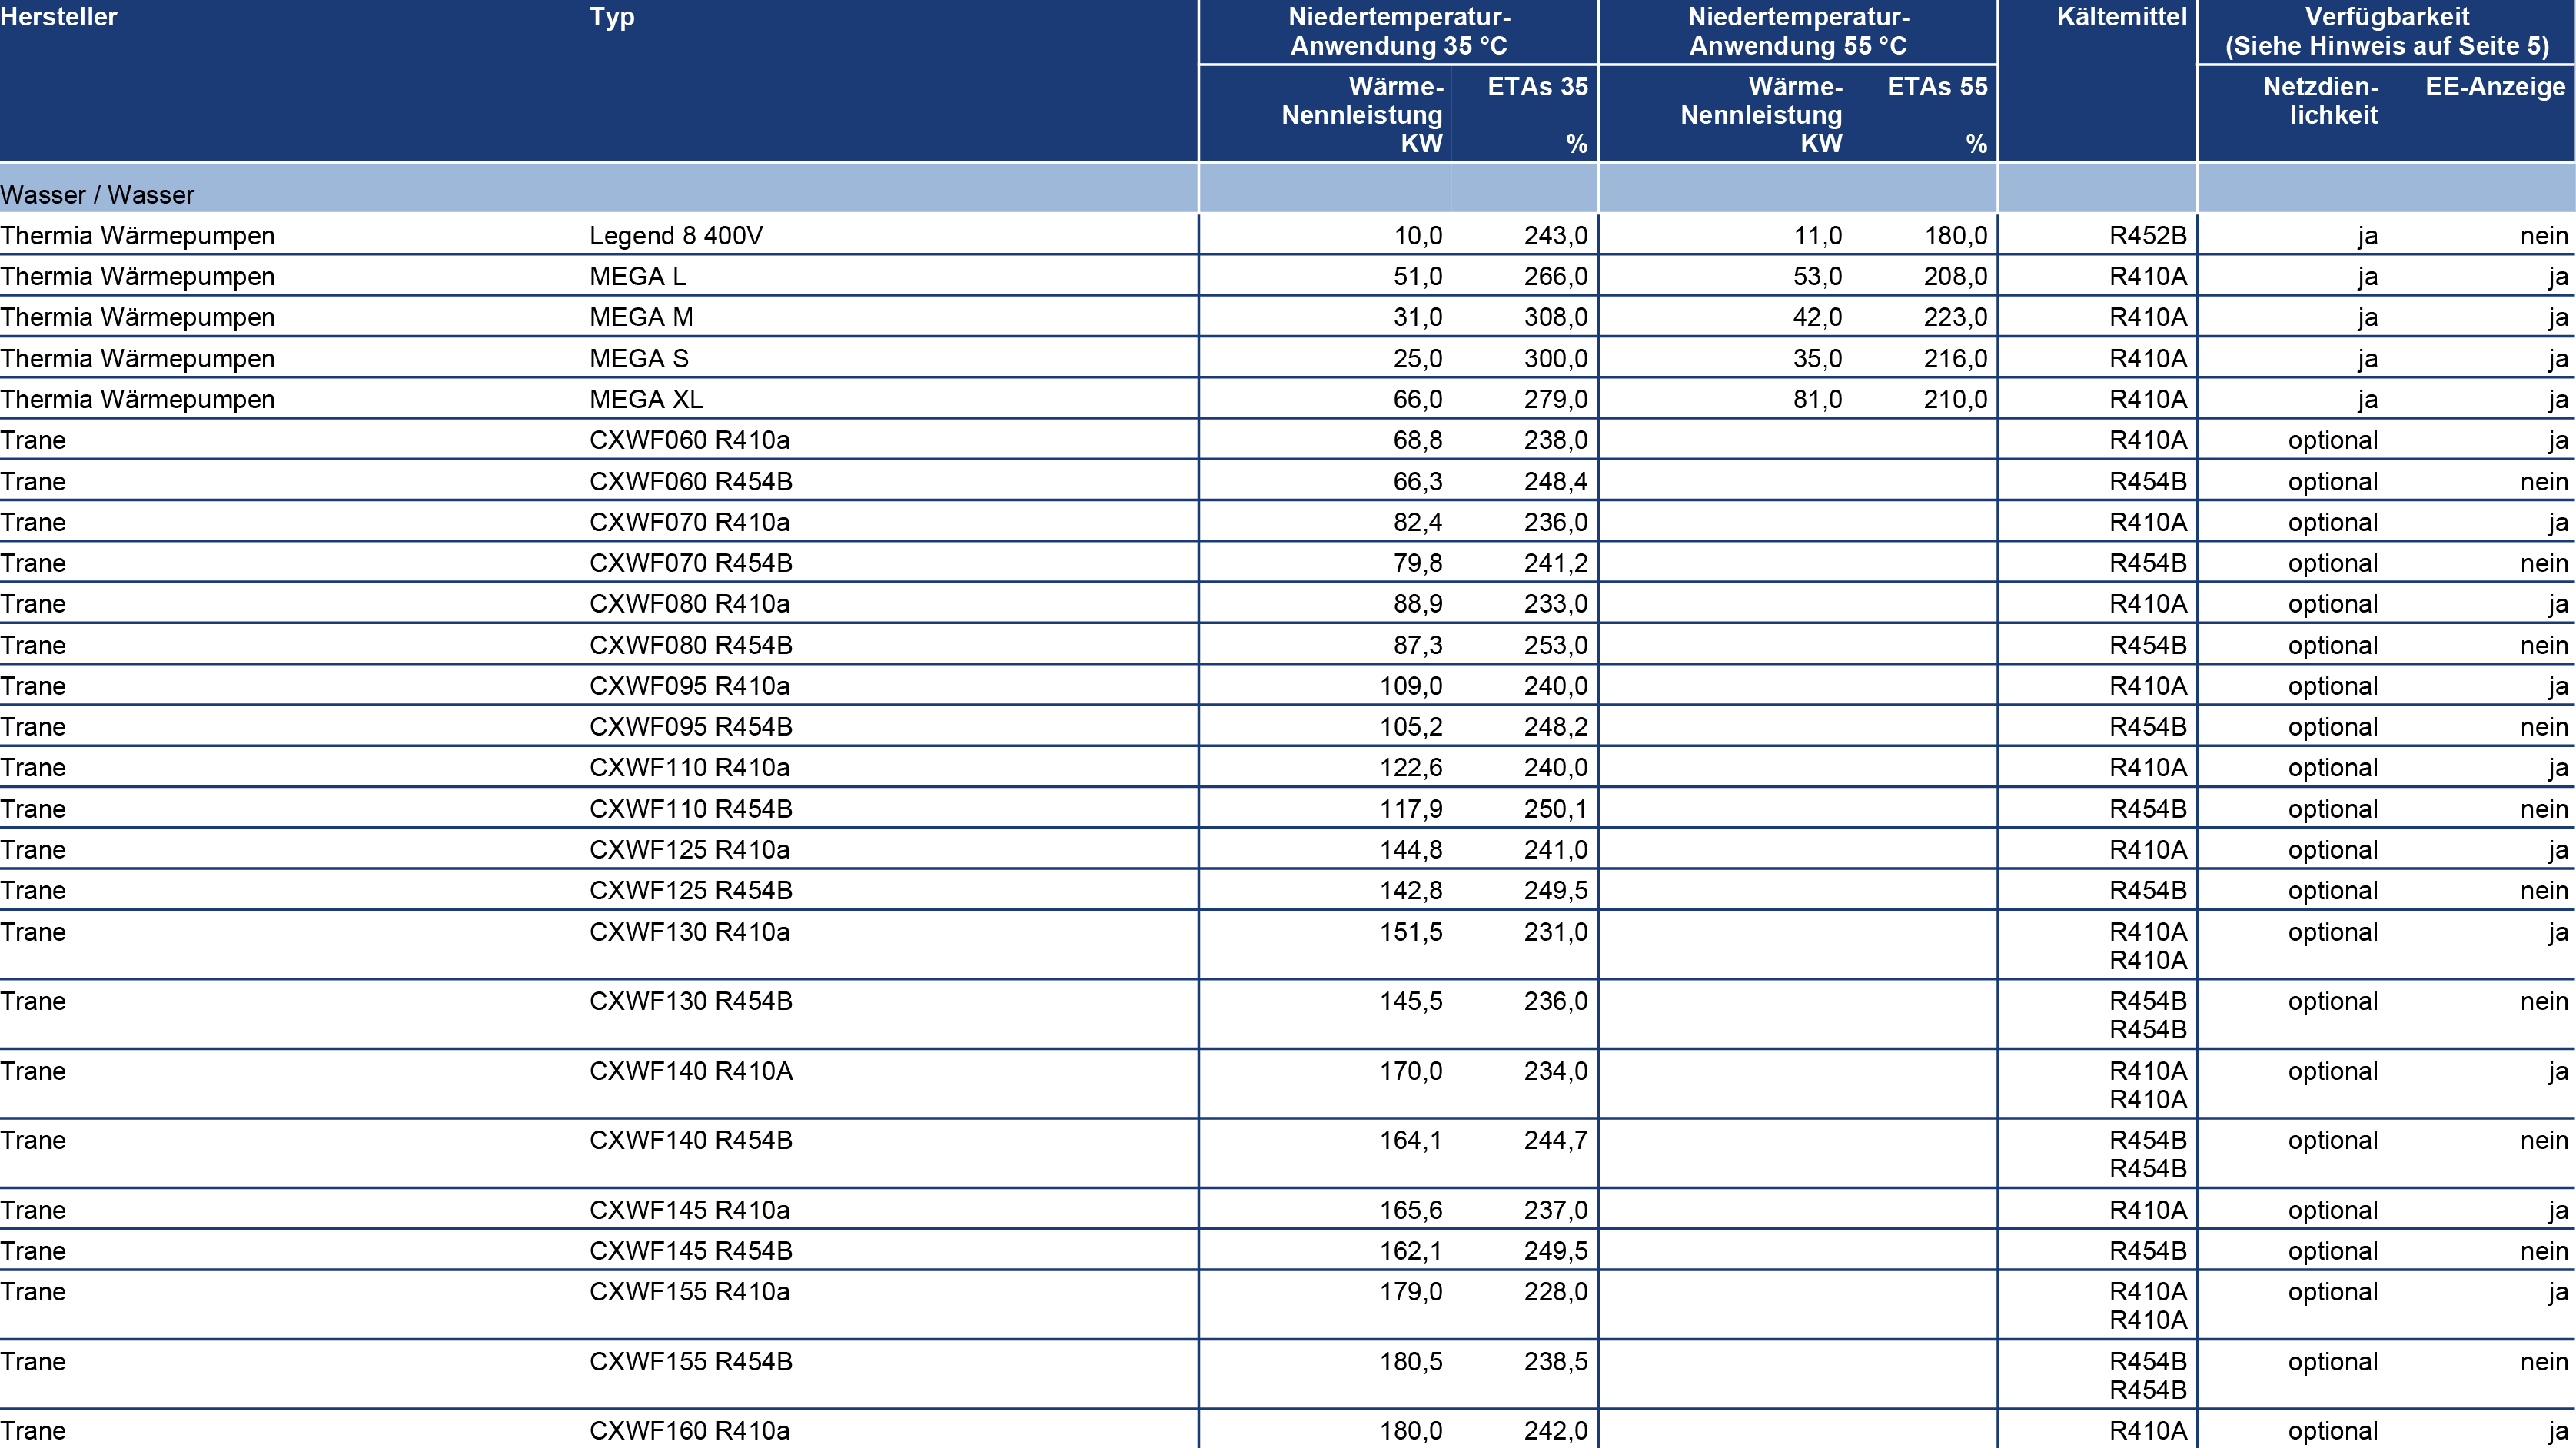 Hersteller Typ Niedertemperatur- Niedertemperatur- Kältemittel Verfügbarkeit
Anwendung 35 °C Anwendung 55 °C (Siehe Hinweis auf Seite 5)
Wärme- ETAs 35 Wärme- ETAs 55 Netzdien- EE-Anzeige
Nennleistung Nennleistung lichkeit
KW % KW %
Wasser / Wasser
Thermia Wärmepumpen Legend 8 400V 10,0 243,0 11,0 180,0 R452B ja nein
Thermia Wärmepumpen MEGA L 51,0 266,0 53,0 208,0 R410A ja ja
Thermia Wärmepumpen MEGA M 31,0 308,0 42,0 223,0 R410A ja ja
Thermia Wärmepumpen MEGA S 25,0 300,0 35,0 216,0 R410A ja ja
Thermia Wärmepumpen MEGA XL 66,0 279,0 81,0 210,0 R410A ja ja
Trane CXWF060 R410a 68,8 238,0 R410A optional ja
Trane CXWF060 R454B 66,3 248,4 R454B optional nein
Trane CXWF070 R410a 82,4 236,0 R410A optional ja
Trane CXWF070 R454B 79,8 241,2 R454B optional nein
Trane CXWF080 R410a 88,9 233,0 R410A optional ja
Trane CXWF080 R454B 87,3 253,0 R454B optional nein
Trane CXWF095 R410a 109,0 240,0 R410A optional ja
Trane CXWF095 R454B 105,2 248,2 R454B optional nein
Trane CXWF110 R410a 122,6 240,0 R410A optional ja
Trane CXWF110 R454B 117,9 250,1 R454B optional nein
Trane CXWF125 R410a 144,8 241,0 R410A optional ja
Trane CXWF125 R454B 142,8 249,5 R454B optional nein
Trane CXWF130 R410a 151,5 231,0 R410A optional ja
R410A
Trane CXWF130 R454B 145,5 236,0 R454B optional nein
R454B
Trane CXWF140 R410A 170,0 234,0 R410A optional ja
R410A
Trane CXWF140 R454B 164,1 244,7 R454B optional nein
R454B
Trane CXWF145 R410a 165,6 237,0 R410A optional ja
Trane CXWF145 R454B 162,1 249,5 R454B optional nein
Trane CXWF155 R410a 179,0 228,0 R410A optional ja
R410A
Trane CXWF155 R454B 180,5 238,5 R454B optional nein
R454B
Trane CXWF160 R410a 180,0 242,0 R410A optional ja